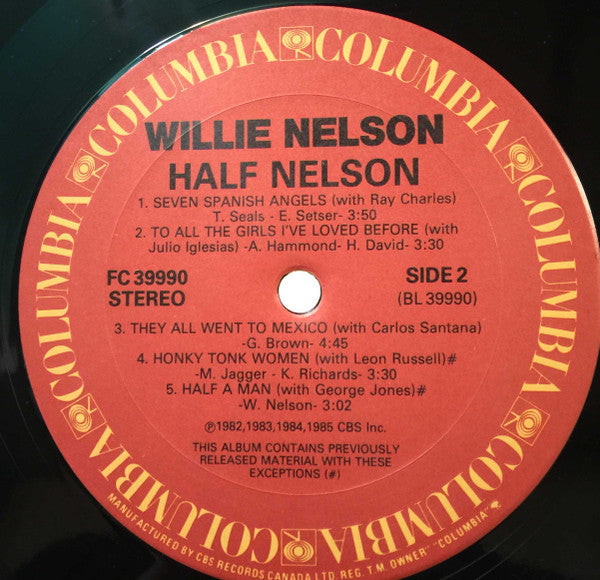 COLUMBIA COLUMBIA COLUMBIA COLUMBIA COLUMBIA COLUMBIA
WILLIE NELSON
HALF NELSON
1. SEVEN SPANISH ANGELS (with Ray Charles)
T. Seals - E. Setser- 3:50
2. TO ALL THE GIRLS I'VE LOVED BEFORE (with
Julio Iglesias) -A. Hammond- H. David- 3:30
FC 39990
STEREO
SIDE 2
(BL 39990)
3. THEY ALL WENT TO MEXICO (with Carlos Santana)
-G. Brown- 4:45
4. HONKY TONK WOMEN (with Leon Russell)#
-M. Jagger - K. Richards- 3:30
5. HALF A MAN (with George Jones)#
-W. Nelson- 3:02
℗1982,1983,1984,1985 CBS Inc.
THIS ALBUM CONTAINS PREVIOUSLY
RELEASED MATERIAL WITH THESE
EXCEPTIONS (#)
MANUFACTURED BY CBS RECORDS CANADA LTD. REG. T.M. OWNER" "COLUMBIA"